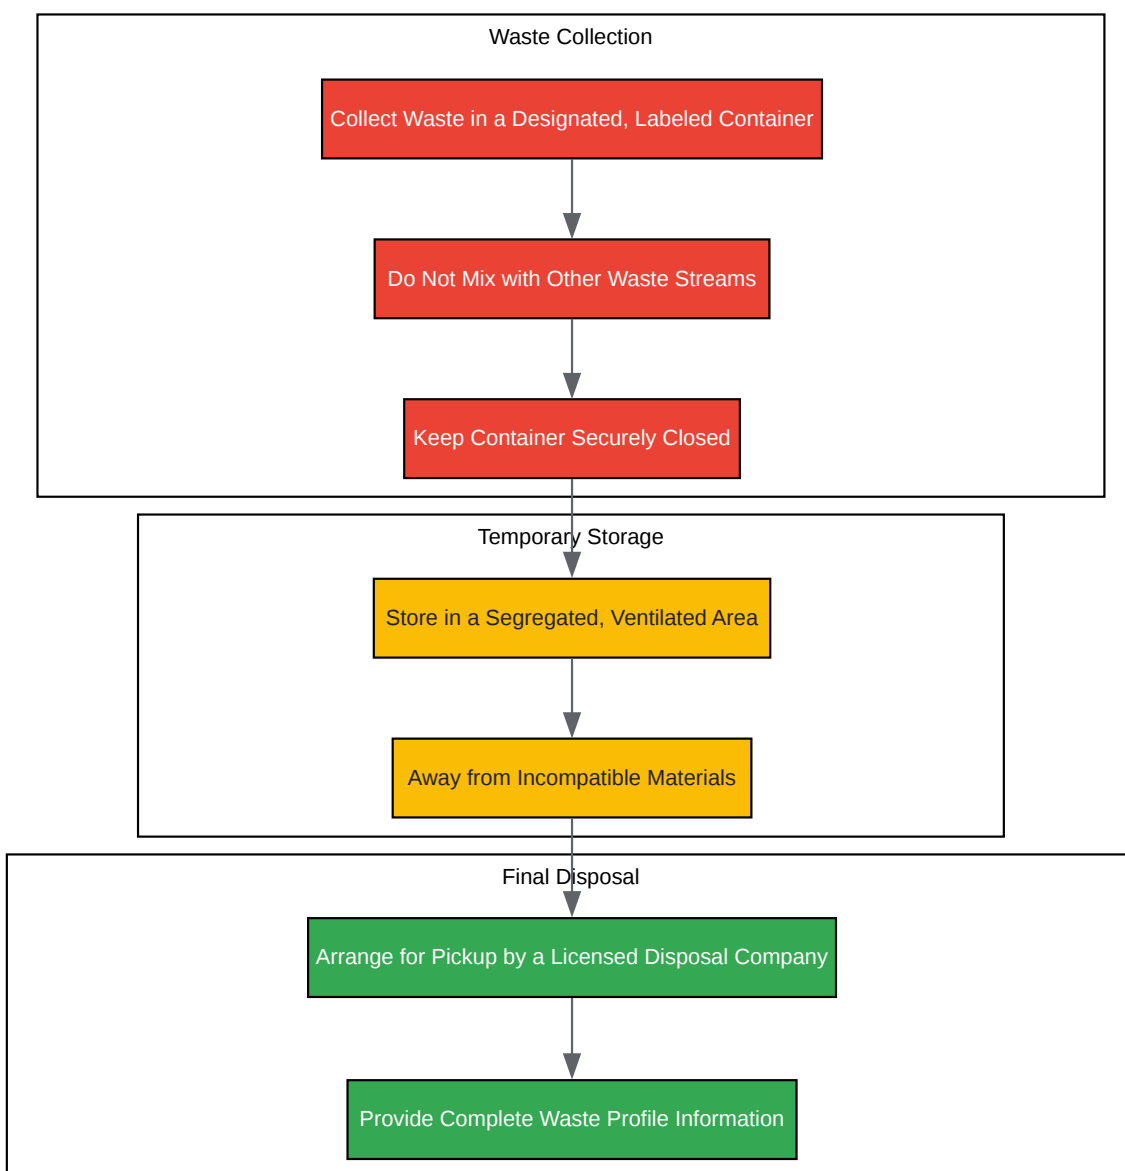 Waste Collection
Collect Waste in a Designated, Labeled Container
Do Not Mix with Other Waste Streams
Keep Container Securely Closed
Temporary Storage
Store in a Segregated, Ventilated Area
Away from Incompatible Materials
Final Disposal
Arrange for Pickup by a Licensed Disposal Company
Provide Complete Waste Profile Information